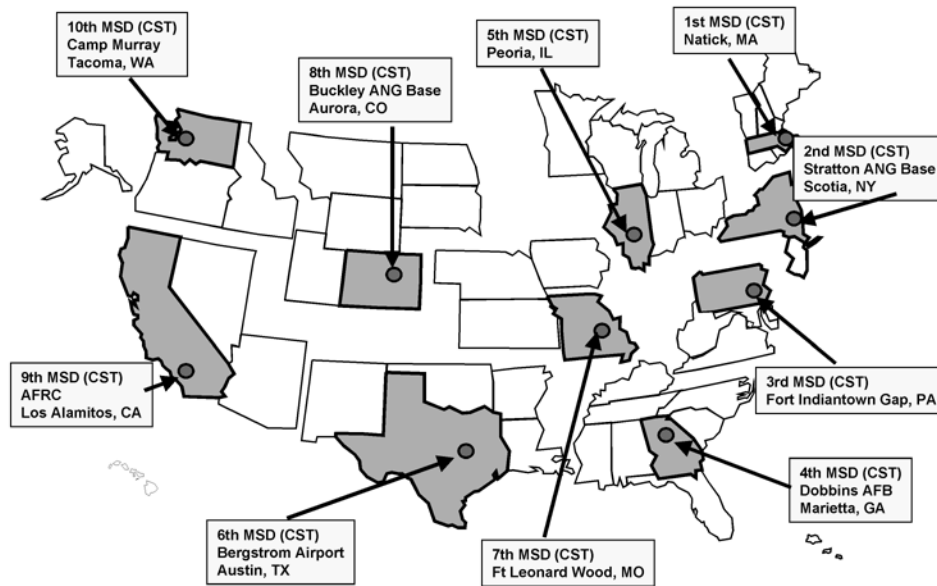 10th MSD (CST)
Camp Murray
Tacoma, WA
8th MSD (CST)
Buckley ANG Base
Aurora, CO
5th MSD (CST)
Peoria, IL
1st MSD (CST)
Natick, MA
2nd MSD (CST)
Stratton ANG Base
Scotia, NY
9th MSD (CST)
AFRC
Los Alamitos, CA
3rd MSD (CST)
Fort Indiantown Gap, PA
4th MSD (CST)
Dobbins AFB
Marietta, GA
6th MSD (CST)
Bergstrom Airport
Austin, TX
7th MSD (CST)
Ft Leonard Wood, MO